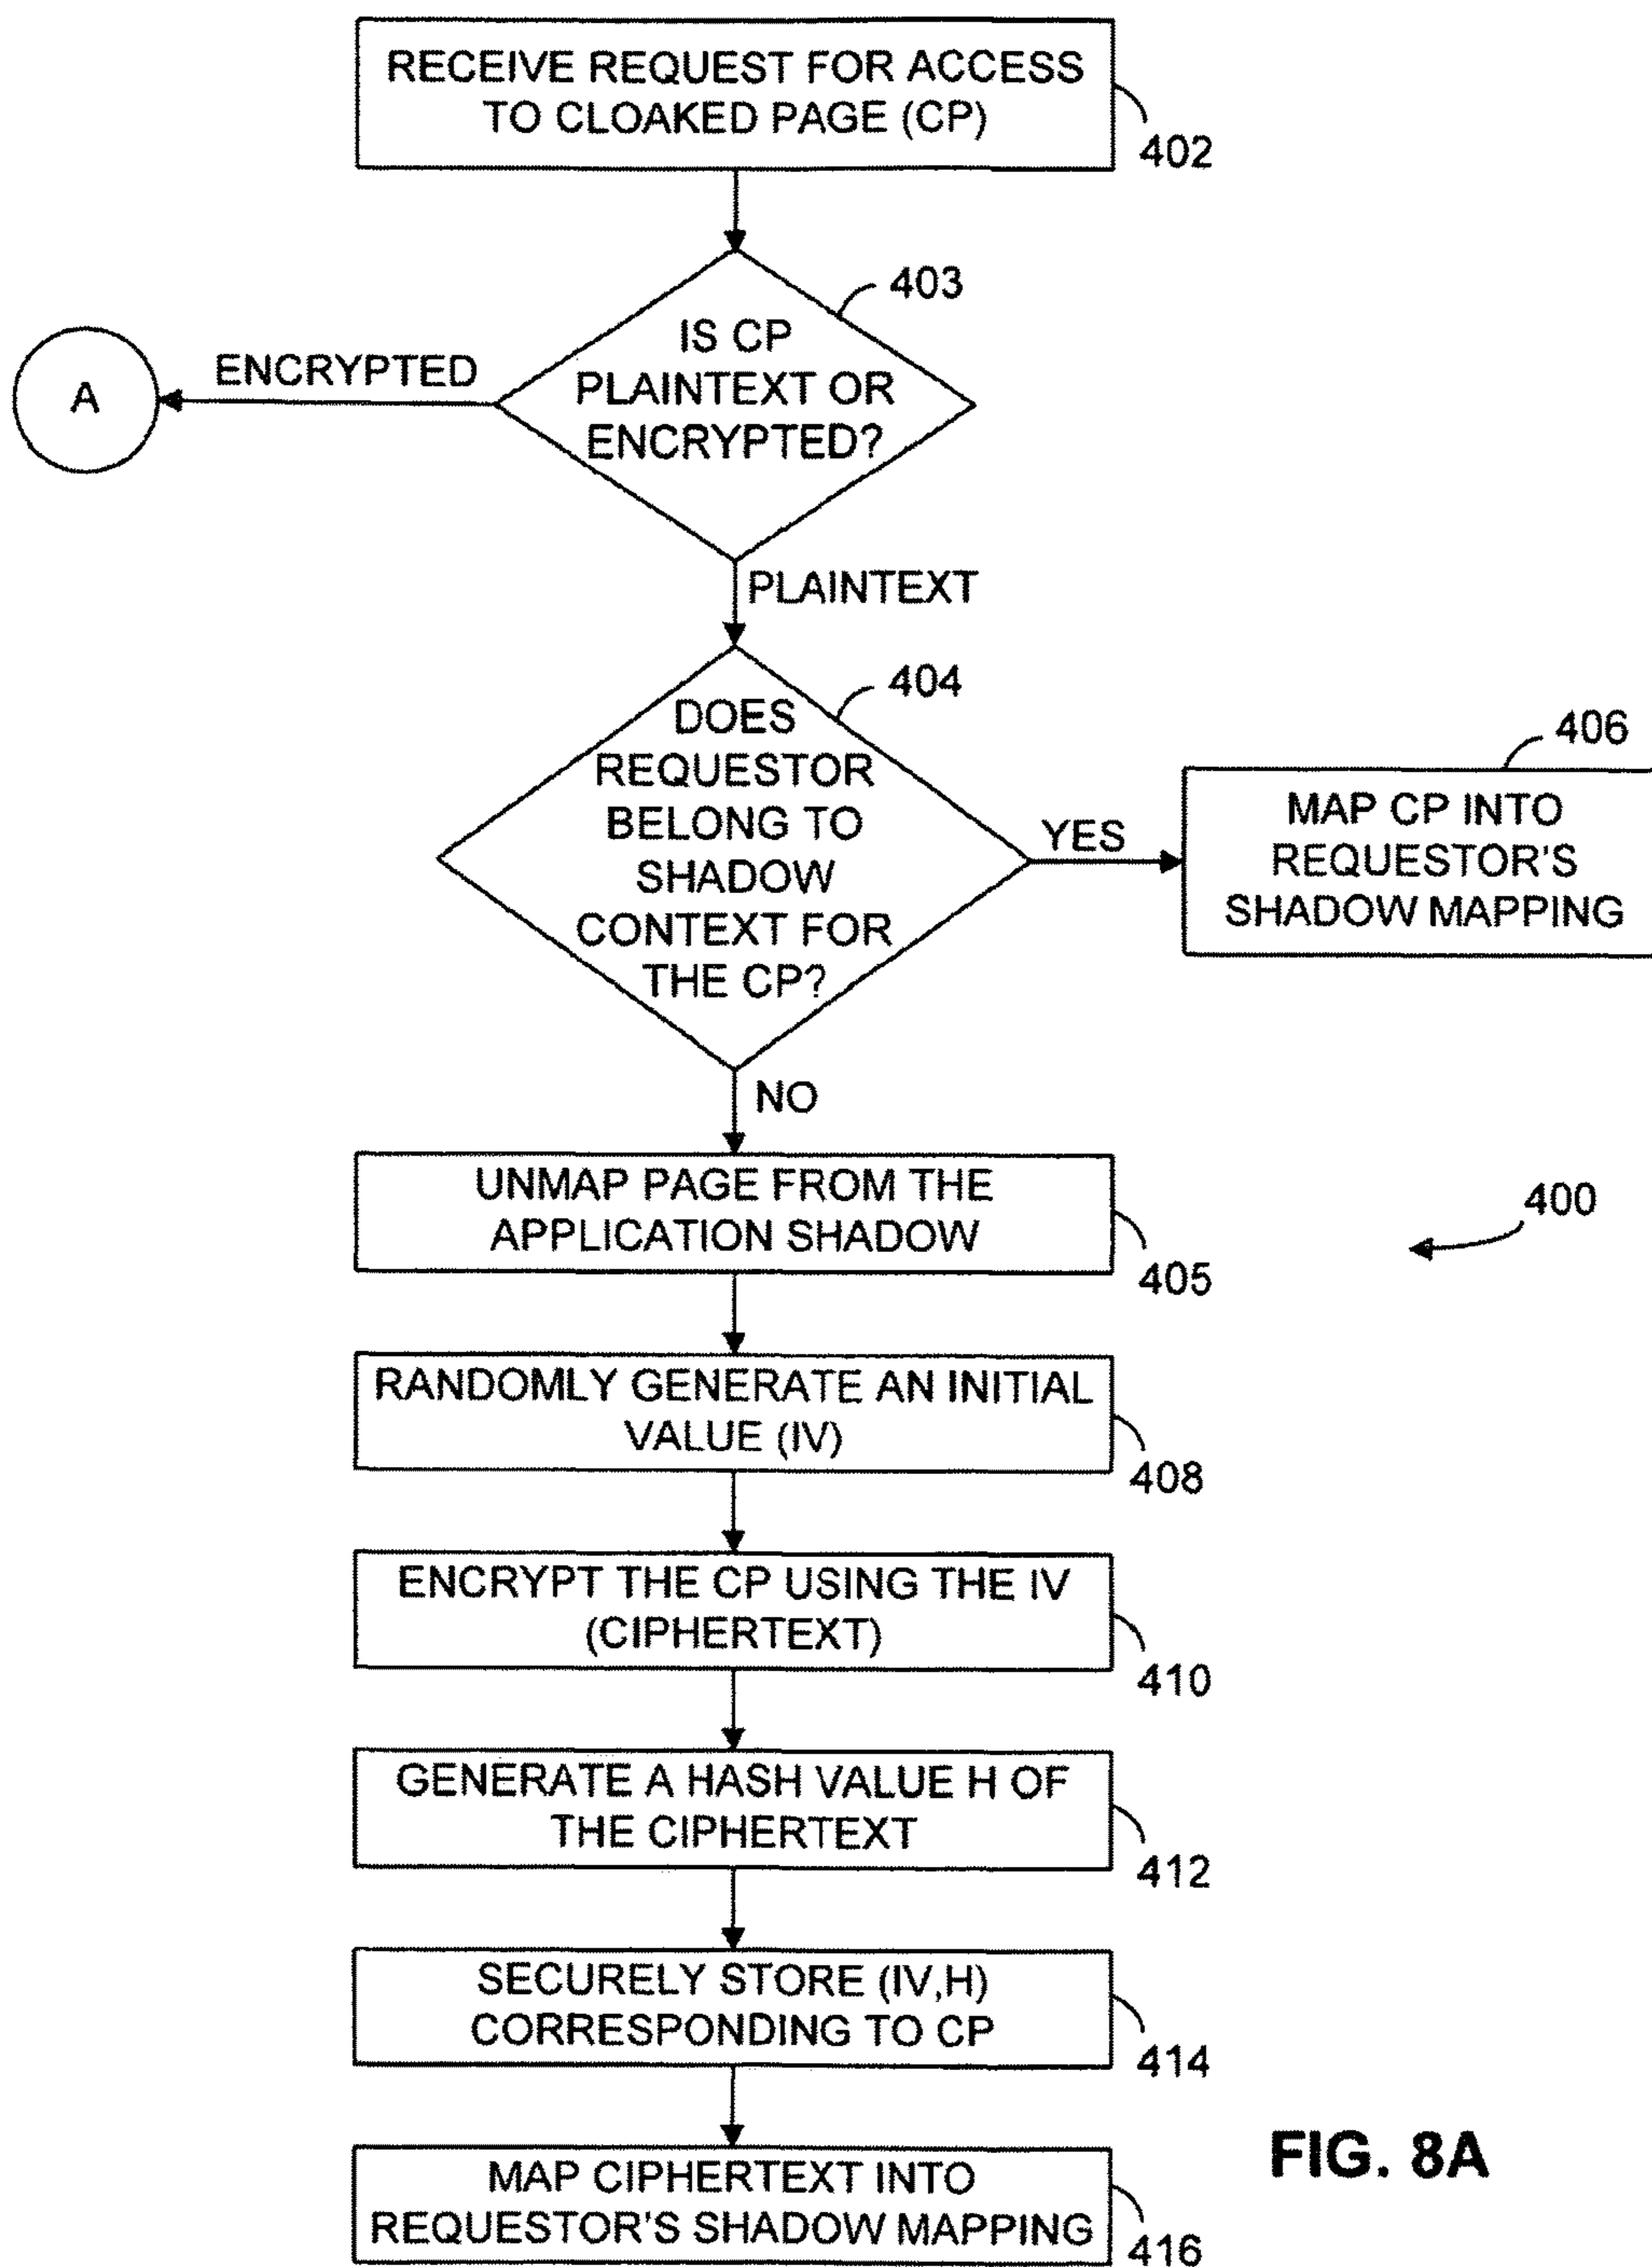 RECEIVE REQUEST FOR ACCESS
TO CLOAKED PAGE (CP)
402
403
IS CP
PLAINTEXT OR
ENCRYPTED?
ENCRYPTED
A
PLAINTEXT
404
DOES
REQUESTOR
BELONG TO
SHADOW
CONTEXT FOR
THE CP?
YES
406
MAP CP INTO
REQUESTOR'S
SHADOW MAPPING
NO
UNMAP PAGE FROM THE
APPLICATION SHADOW
405
400
RANDOMLY GENERATE AN INITIAL
VALUE (IV)
408
ENCRYPT THE CP USING THE IV
(CIPHERTEXT)
410
GENERATE A HASH VALUE H OF
THE CIPHERTEXT
412
SECURELY STORE (IV,H)
CORRESPONDING TO CP
414
MAP CIPHERTEXT INTO
REQUESTOR'S SHADOW MAPPING
416
FIG. 8A